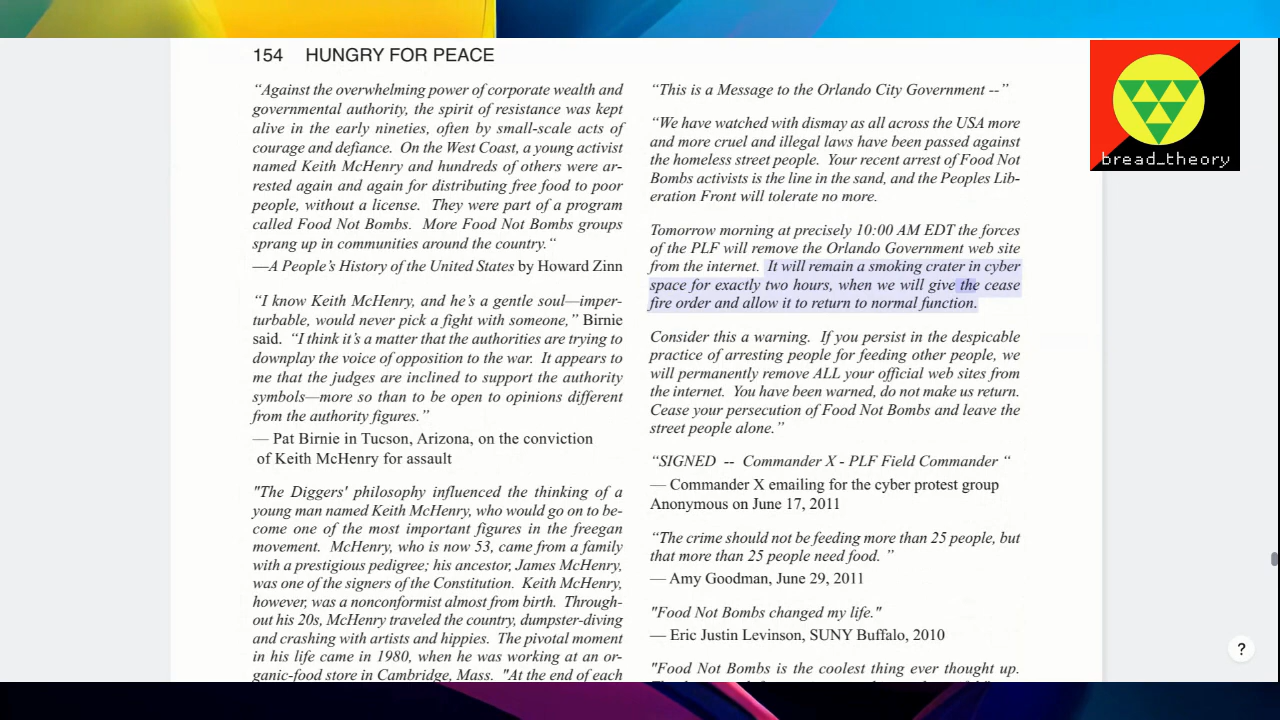 154 HUNGRY FOR PEACE
“Against the overwhelming power of corporate wealth and
governmental authority, the spirit of resistance was kept
alive in the early nineties, often by small-scale acts of
courage and defiance. On the West Coast, a young activist
named Keith McHenry and hundreds of others were ar-
rested again and again for distributing free food to poor
people, without a license. They were part of a program
called Food Not Bombs. More Food Not Bombs groups
sprang up in communities around the country.“
—A People’s History of the United States by Howard Zinn
“I know Keith McHenry, and he’s a gentle soul—imper-
turbable, would never pick a fight with someone,” Birnie
said. “I think it’s a matter that the authorities are trying to
downplay the voice of opposition to the war. It appears to
me that the judges are inclined to support the authority
symbols—more so than to be open to opinions different
from the authority figures.”
— Pat Birnie in Tucson, Arizona, on the conviction
of Keith McHenry for assault
"The Diggers' philosophy influenced the thinking of a
young man named Keith McHenry, who would go on to be-
come one of the most important figures in the freegan
movement. McHenry, who is now 53, came from a family
with a prestigious pedigree; his ancestor, James McHenry,
was one of the signers of the Constitution. Keith McHenry,
however, was a nonconformist almost from birth. Through-
out his 20s, McHenry traveled the country, dumpster-diving
and crashing with artists and hippies. The pivotal moment
in his life came in 1980, when he was working at an or-
ganic-food store in Cambridge, Mass. "At the end of each
“This is a Message to the Orlando City Government --”
“We have watched with dismay as all across the USA more
and more cruel and illegal laws have been passed against
the homeless street people. Your recent arrest of Food Not
Bombs activists is the line in the sand, and the Peoples Lib-
eration Front will tolerate no more.
Tomorrow morning at precisely 10:00 AM EDT the forces
of the PLF will remove the Orlando Government web site
from the internet. It will remain a smoking crater in cyber
space for exactly two hours, when we will give the cease
fire order and allow it to return to normal function.
Consider this a warning. If you persist in the despicable
practice of arresting people for feeding other people, we
will permanently remove ALL your official web sites from
the internet. You have been warned, do not make us return.
Cease your persecution of Food Not Bombs and leave the
street people alone.”
“SIGNED -- Commander X - PLF Field Commander “
— Commander X emailing for the cyber protest group
Anonymous on June 17, 2011
“The crime should not be feeding more than 25 people, but
that more than 25 people need food. ”
— Amy Goodman, June 29, 2011
"Food Not Bombs changed my life."
— Eric Justin Levinson, SUNY Buffalo, 2010
"Food Not Bombs is the coolest thing ever thought up.
bread_theory
?